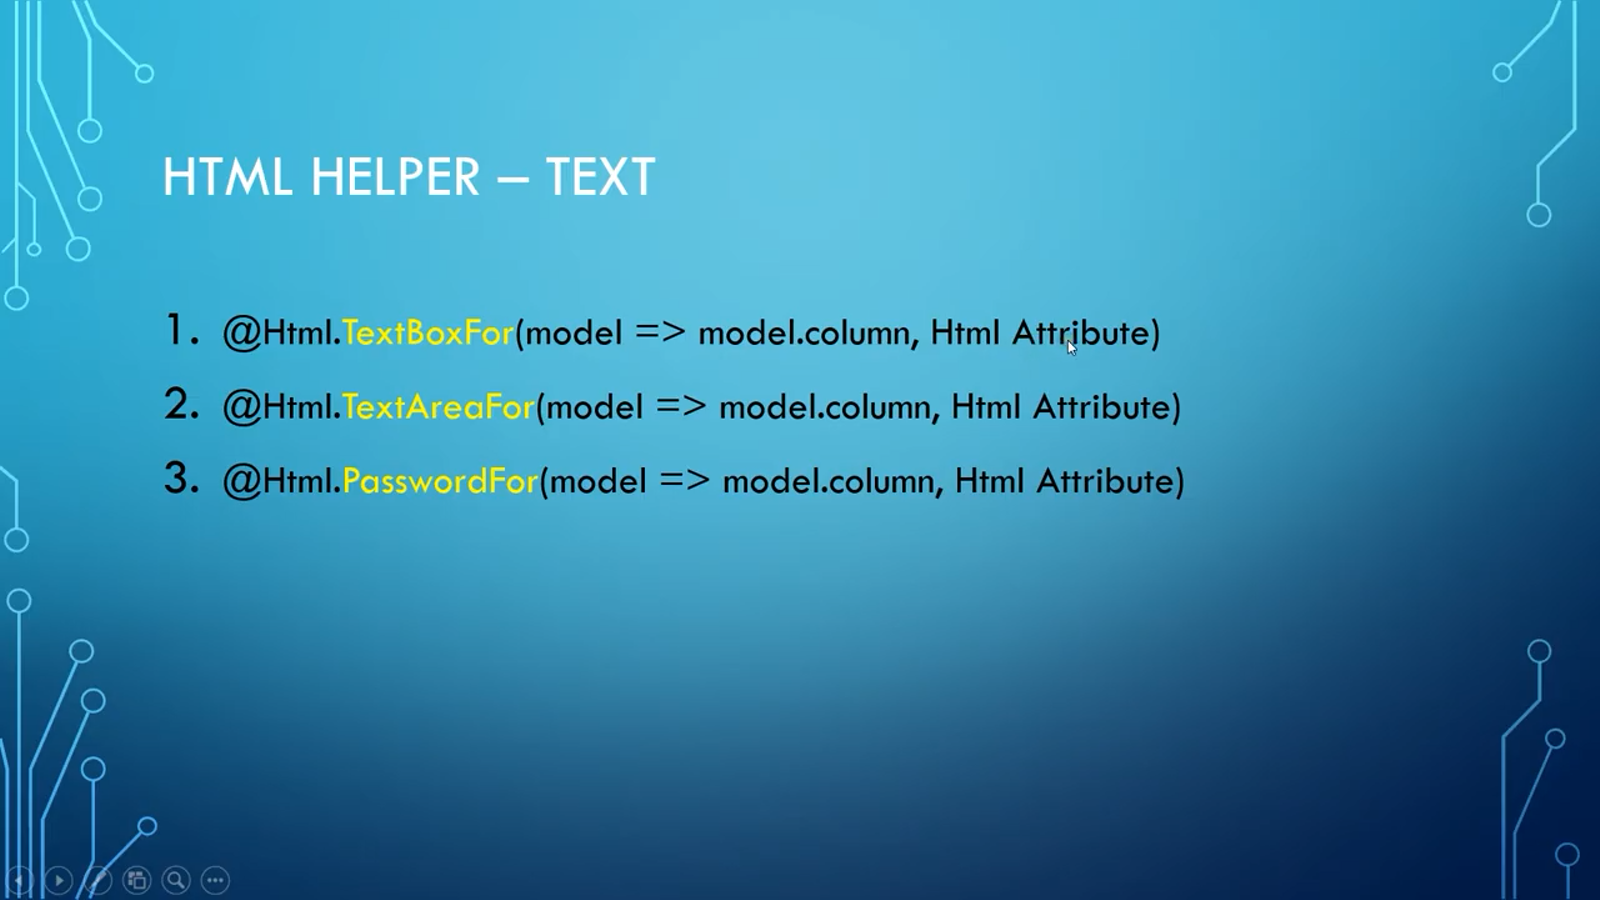 HTML HELPER – TEXT
1. @Html.TextBoxFor(model => model.column, Html Attribute)
2. @Html.TextAreaFor(model => model.column, Html Attribute)
3. @Html.PasswordFor(model => model.column, Html Attribute)